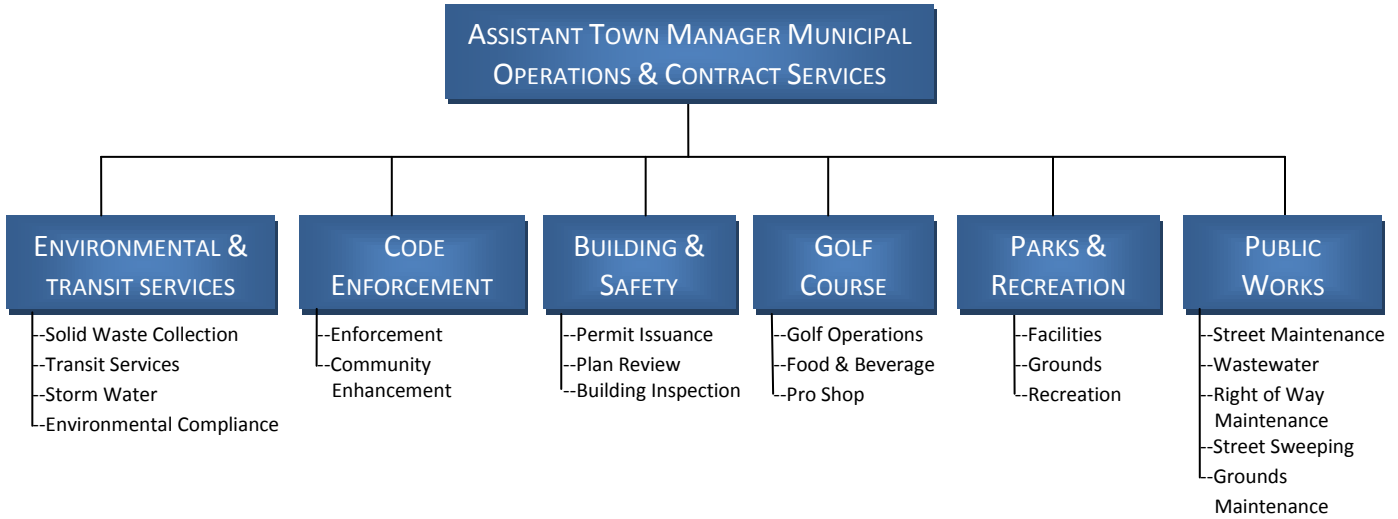 ASSISTANT TOWN MANAGER MUNICIPAL
OPERATIONS & CONTRACT SERVICES
ENVIRONMENTAL &
TRANSIT SERVICES
--Solid Waste Collection
--Transit Services
--Storm Water
--Environmental Compliance
CODE
ENFORCEMENT
--Enforcement
--Community
Enhancement
BUILDING &
SAFETY
--Permit Issuance
--Plan Review
--Building Inspection
GOLF
COURSE
--Golf Operations
--Food & Beverage
--Pro Shop
PARKS &
RECREATION
--Facilities
--Grounds
--Recreation
PUBLIC
WORKS
--Street Maintenance
--Wastewater
--Right of Way
Maintenance
--Street Sweeping
--Grounds
Maintenance